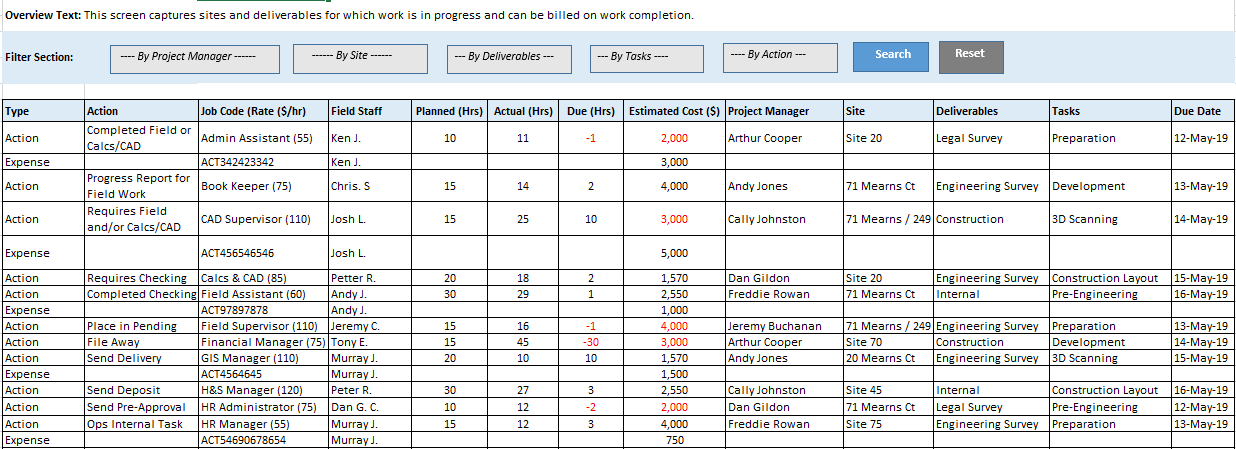 Overview Text: This screen captures sites and deliverables for which work is in progress and can be billed on work completion.
Filter Section: ---- By Project Manager ------ ------ By Site ------ --- By Deliverables --- --- By Tasks ---- ---- By Action --- Search Reset
Type Action Job Code (Rate ($/hr) Field Staff Planned (Hrs) Actual (Hrs) Due (Hrs) Estimated Cost ($) Project Manager Site Deliverables Tasks Due Date
Action Completed Field or Calcs/CAD Admin Assistant (55) Ken J. 10 11 -1 2,000 Arthur Cooper Site 20 Legal Survey Preparation 12-May-19
Expense ACT342423342 Ken J. 3,000
Action Progress Report for Field Work Book Keeper (75) Chris. S 15 14 2 4,000 Andy Jones 71 Mearns Ct Engineering Survey Development 13-May-19
Action Requires Field and/or Calcs/CAD CAD Supervisor (110) Josh L. 15 25 10 3,000 Cally Johnston 71 Mearns / 249 Construction 3D Scanning 14-May-19
Expense ACT456546546 Josh L. 5,000
Action Requires Checking Calcs & CAD (85) Petter R. 20 18 2 1,570 Dan Gildon Site 20 Engineering Survey Construction Layout 15-May-19
Action Completed Checking Field Assistant (60) Andy J. 30 29 1 2,550 Freddie Rowan 71 Mearns Ct Internal Pre-Engineering 16-May-19
Expense ACT97897878 Andy J. 1,000
Action Place in Pending Field Supervisor (110) Jeremy C. 15 16 -1 4,000 Jeremy Buchanan 71 Mearns / 249 Engineering Survey Preparation 13-May-19
Action File Away Financial Manager (75) Tony E. 15 45 -30 3,000 Arthur Cooper Site 70 Construction Development 14-May-19
Action Send Delivery GIS Manager (110) Murray J. 20 10 10 1,570 Andy Jones 20 Mearns Ct Engineering Survey 3D Scanning 15-May-19
Expense ACT4564645 Murray J. 1,500
Action Send Deposit H&S Manager (120) Peter R. 30 27 3 2,550 Cally Johnston Site 45 Internal Construction Layout 16-May-19
Action Send Pre-Approval HR Administrator (75) Dan G. C. 10 12 -2 2,000 Dan Gildon 71 Mearns Ct Legal Survey Pre-Engineering 12-May-19
Action Ops Internal Task HR Manager (55) Murray J. 15 12 3 4,000 Freddie Rowan Site 75 Engineering Survey Preparation 13-May-19
Expense ACT54690678654 Murray J. 750